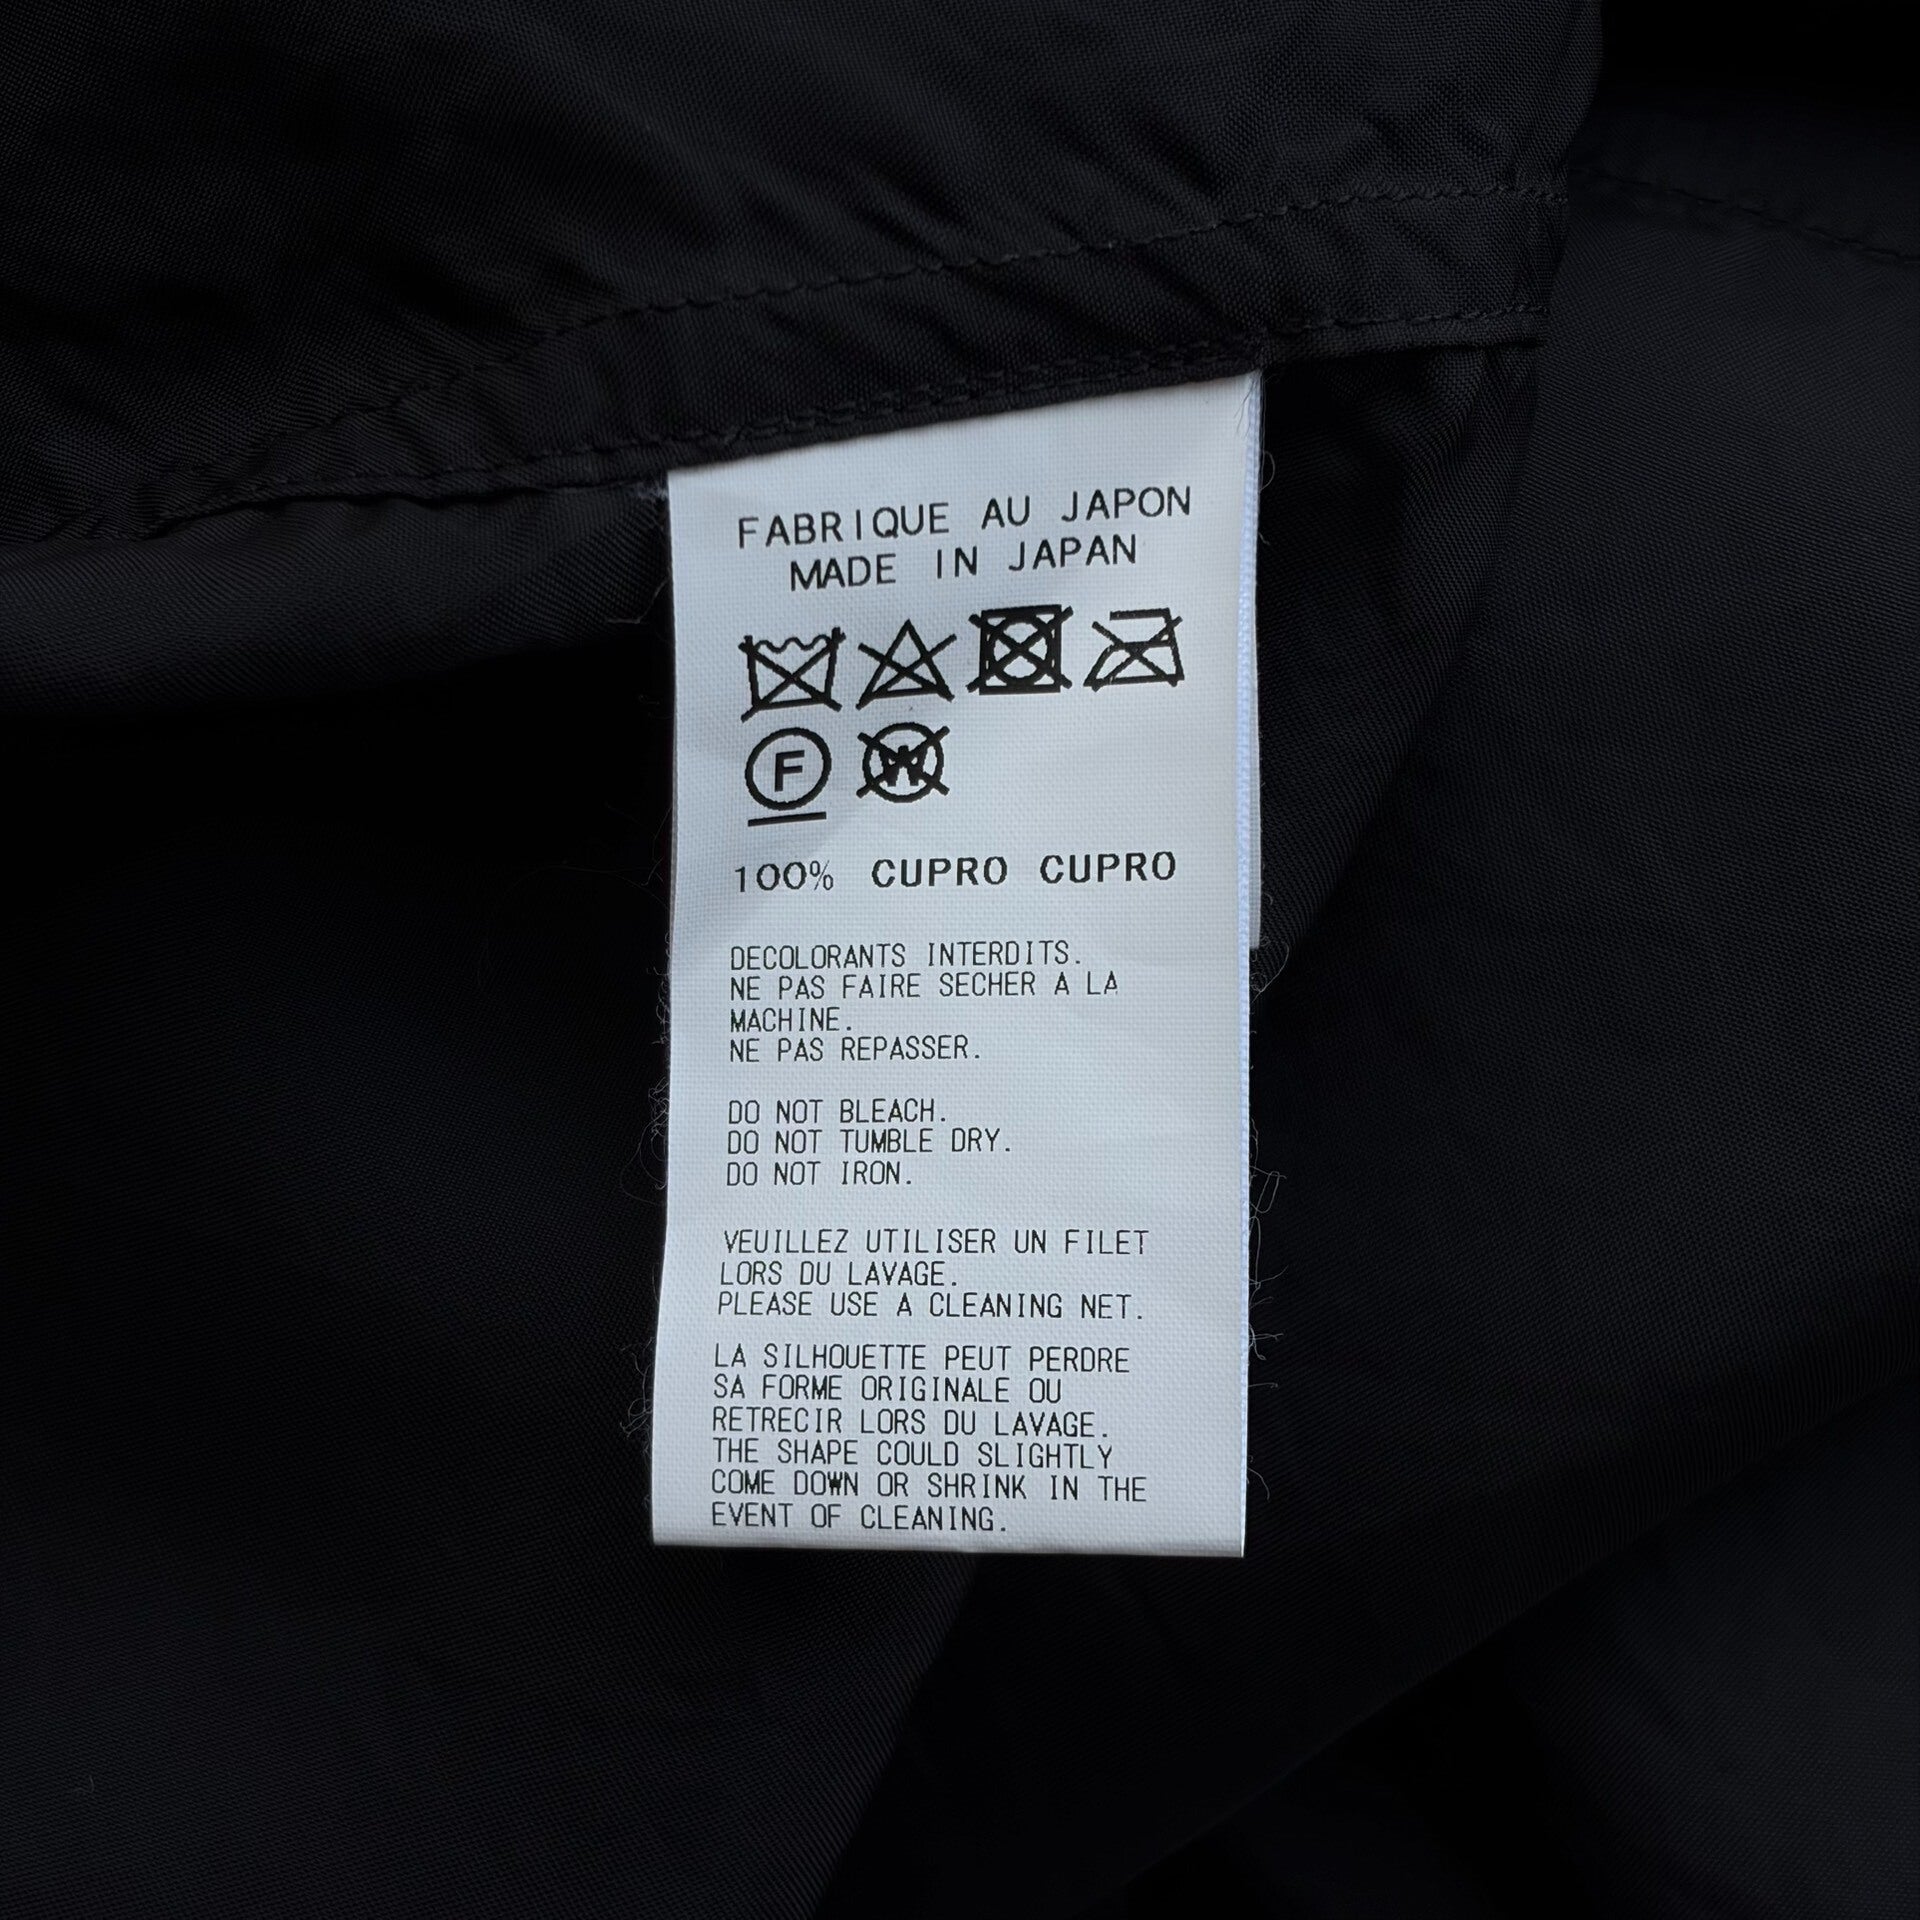 FABRIQUE AU JAPON
MADE IN JAPAN
F W
100% CUPRO CUPRO
DECOLORANTS INTERDITS.
NE PAS FAIRE SECHER A LA
MACHINE.
NE PAS REPASSER.
DO NOT BLEACH.
DO NOT TUMBLE DRY.
DO NOT IRON.
VEUILLEZ UTILISER UN FILET
LORS DU LAVAGE.
PLEASE USE A CLEANING NET.
LA SILHOUETTE PEUT PERDRE
SA FORME ORIGINALE OU
RETRECIR LORS DU LAVAGE.
THE SHAPE COULD SLIGHTLY
COME DOWN OR SHRINK IN THE
EVENT OF CLEANING.